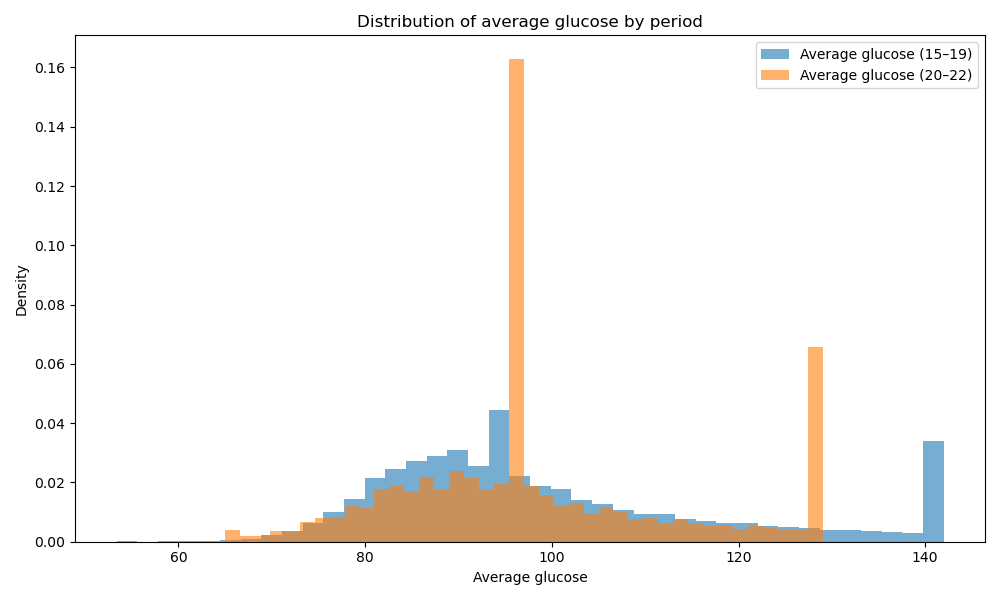 Distribution of average glucose by period
Average glucose (15–19)
Average glucose (20–22)
0.16
0.14
0.12
0.10
0.08
0.06
0.04
0.02
0.00
Density
60
80
100
120
140
Average glucose